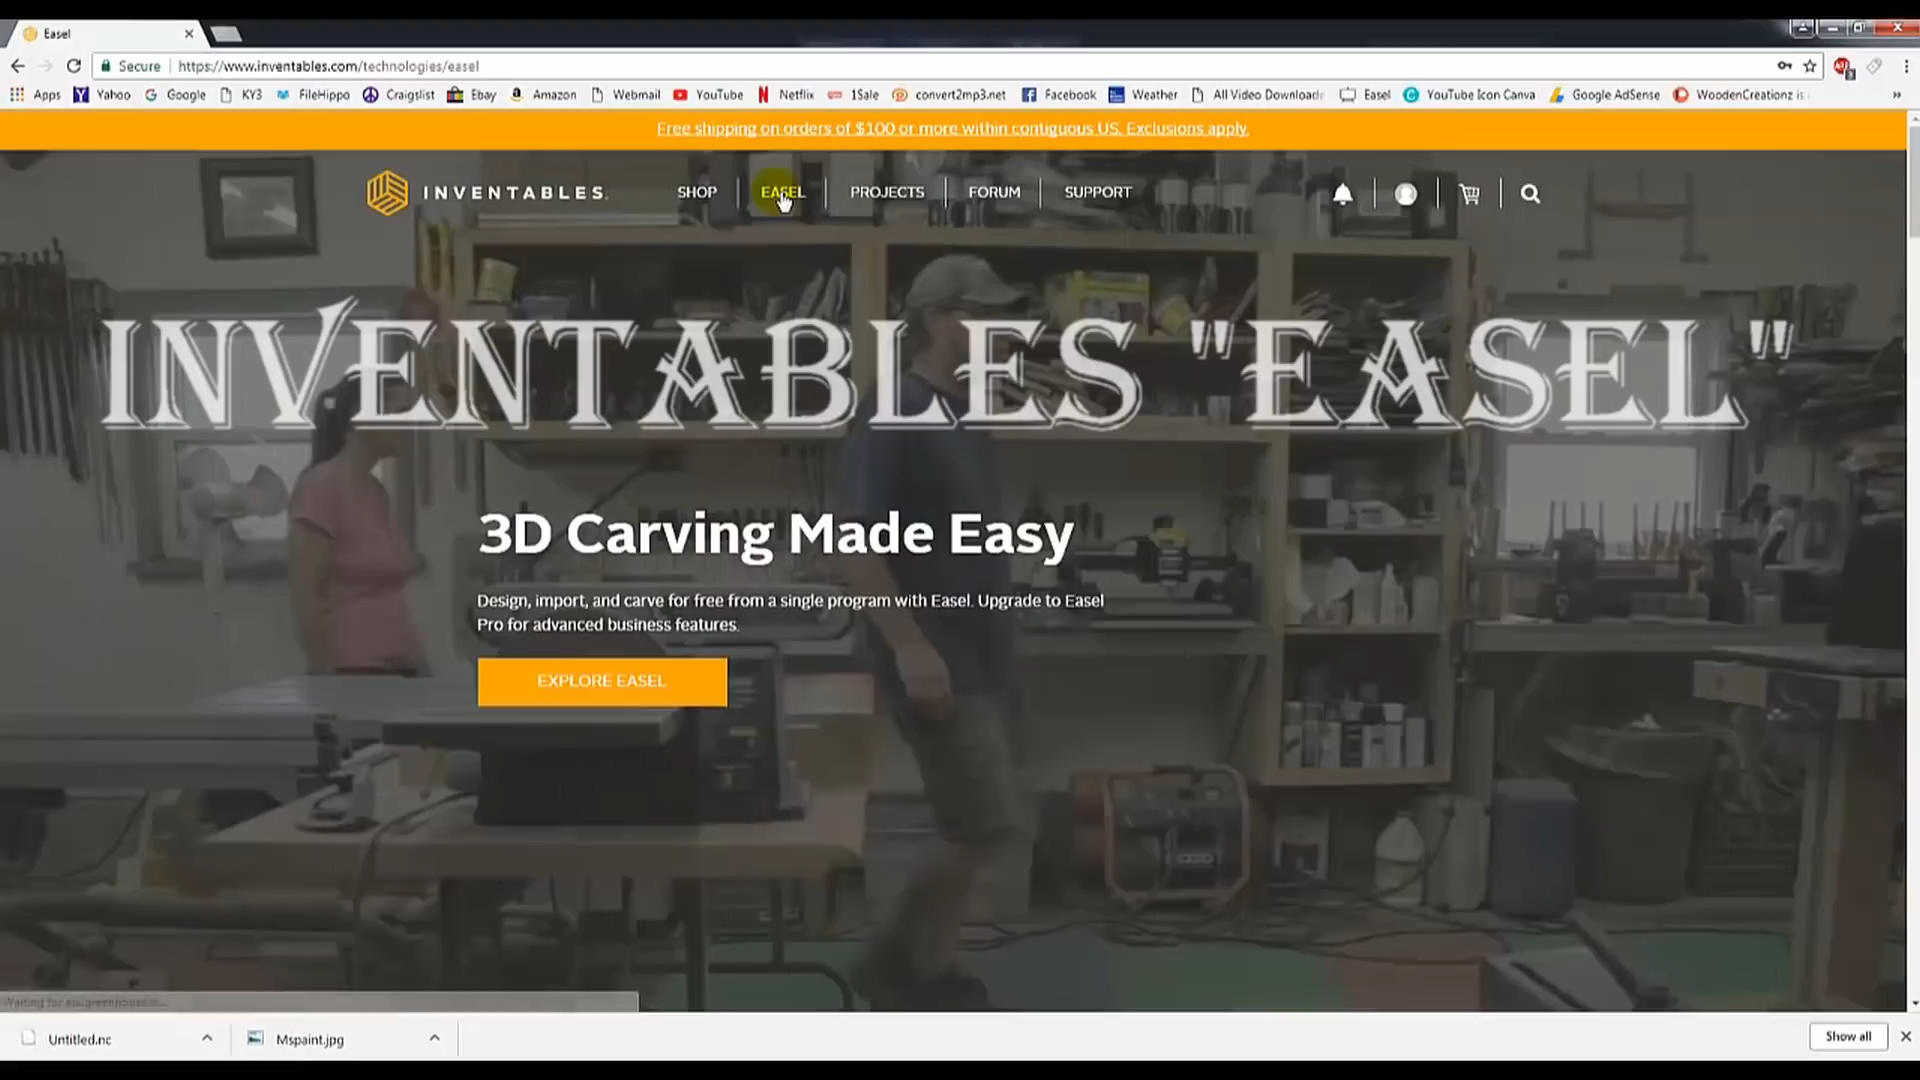 Easel
Secure https://www.inventables.com/technologies/easel
Apps Yahoo Google KY3 FileHippo Craigslist Ebay Amazon Webmail YouTube Netflix 1Sale convert2mp3.net Facebook Weather All Video Download Easel YouTube Icon Canva Google AdSense WoodenCreationz is
Free shipping on orders of $100 or more within contiguous US. Exclusions apply.
INVENTABLES. SHOP EASEL PROJECTS FORUM SUPPORT
INVENTABLES "EASEL"
3D Carving Made Easy
Design, import, and carve for free from a single program with Easel. Upgrade to Easel
Pro for advanced business features.
EXPLORE EASEL
Waiting for
Untitled.nc Mspaint.jpg Show all